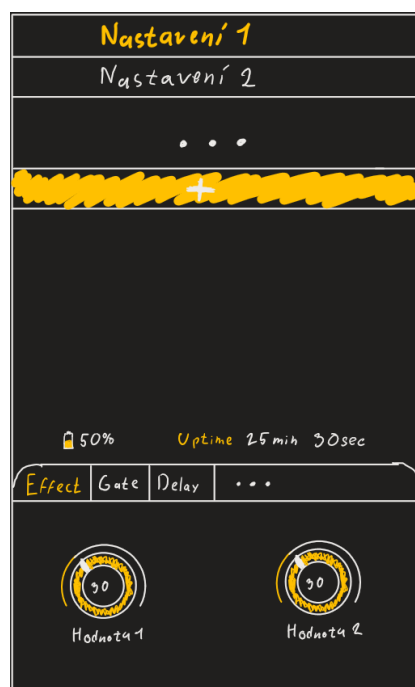 Nastavení 1
Nastavení 2
...
+
50% Uptime 25 min 30sec
Effect Gate Delay ...
30 30
Hodnota 1 Hodnota 2